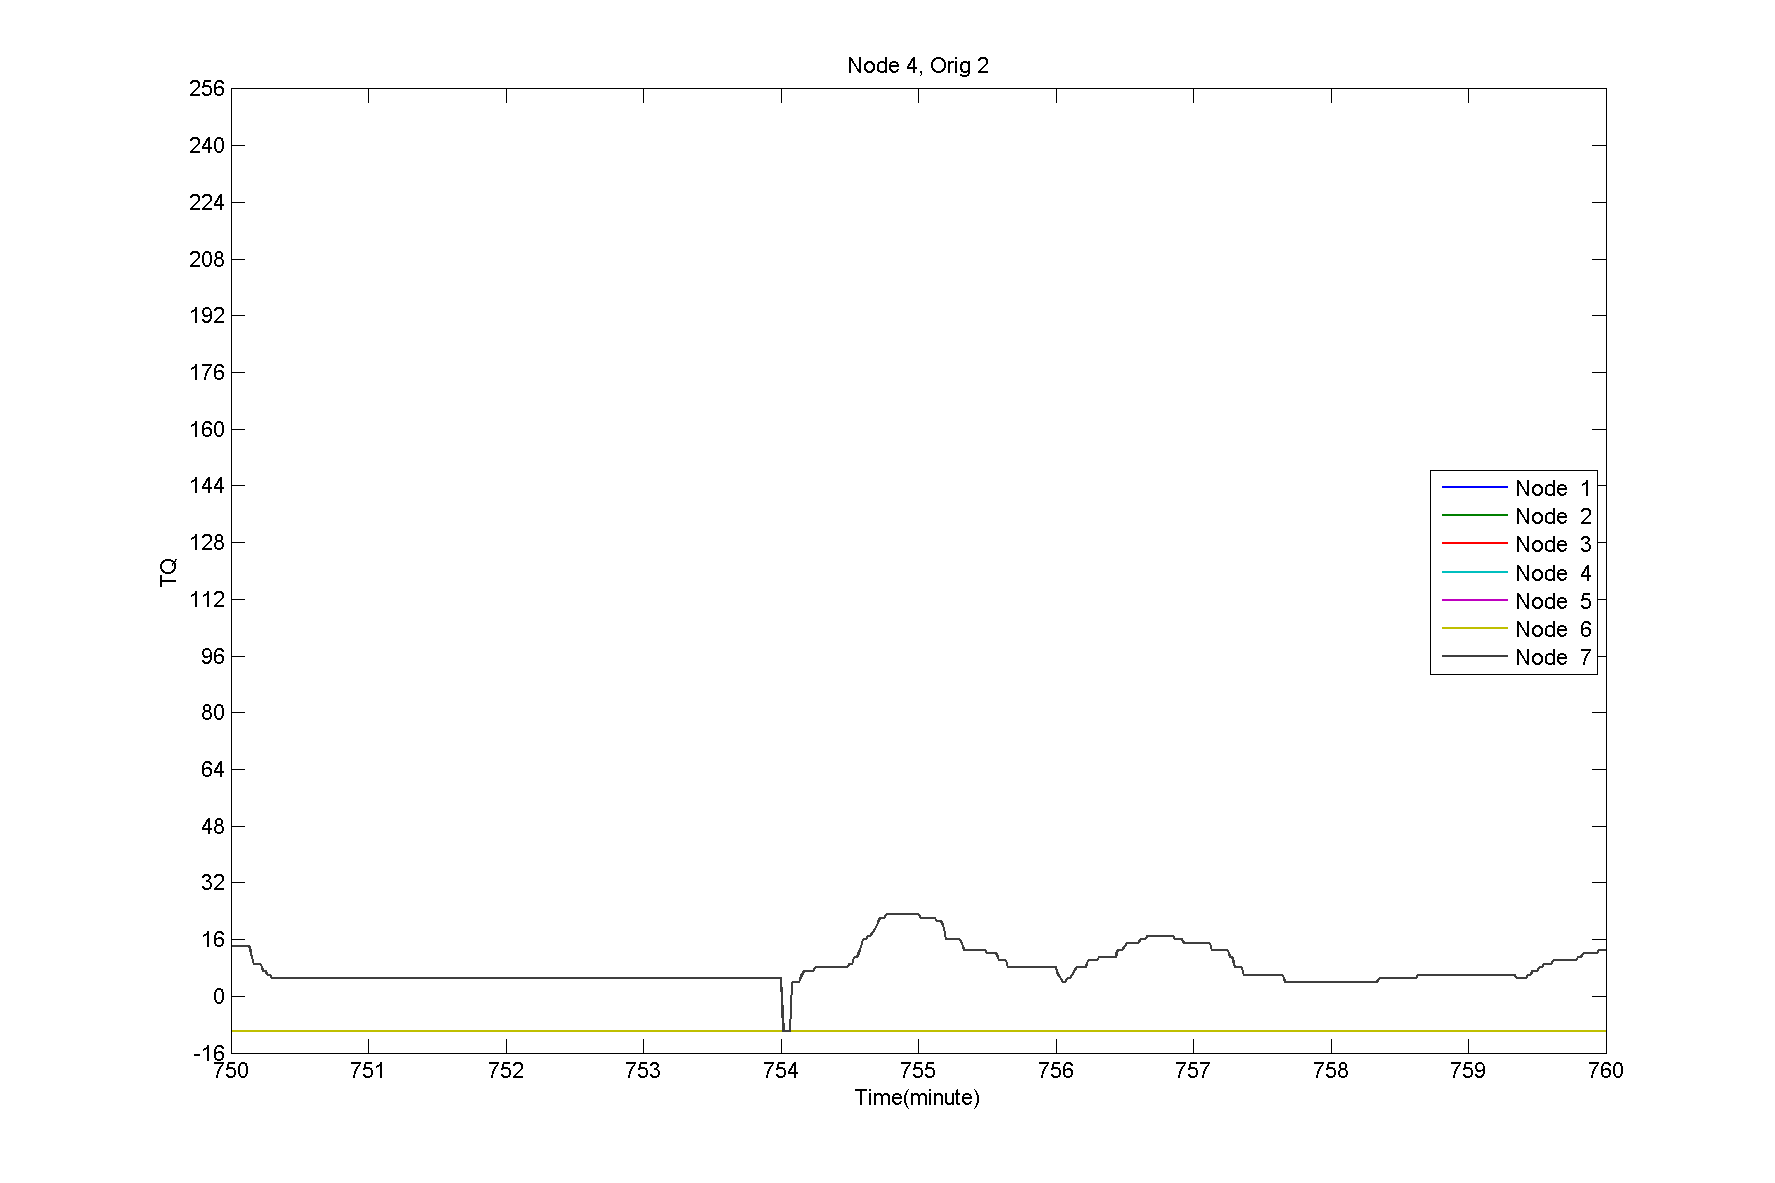 Node 4, Orig 2
256
240
224
208
192
176
160
144
128
112
96
80
64
48
32
16
0
-16
TQ
Node 1
Node 2
Node 3
Node 4
Node 5
Node 6
Node 7
750 751 752 753 754 755 756 757 758 759 760
Time(minute)